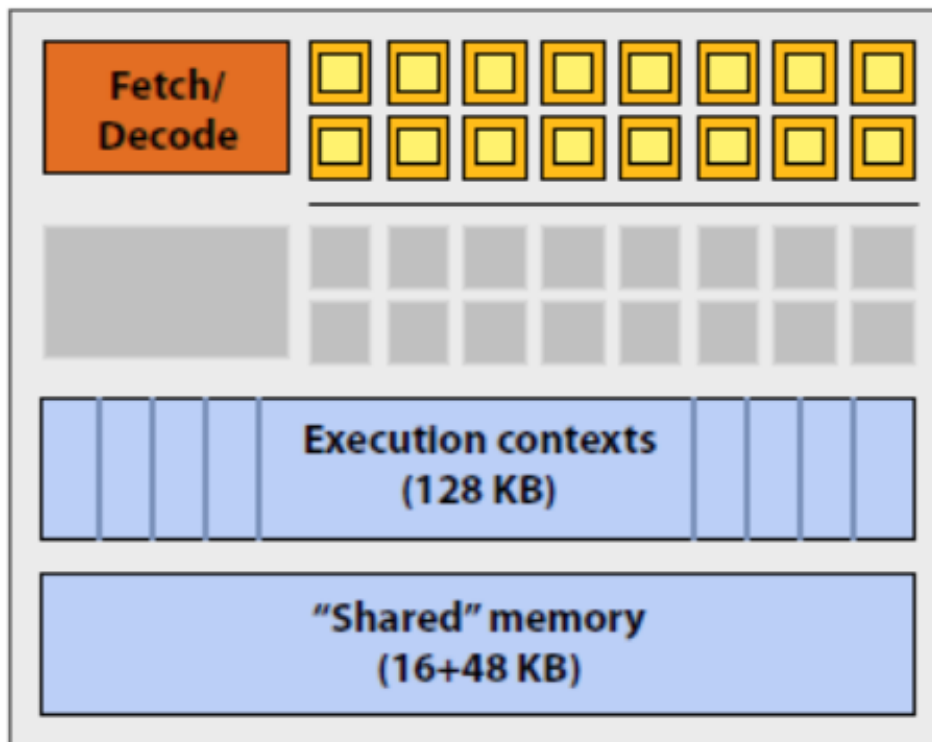 Fetch/
Decode
Execution contexts
(128 KB)
“Shared” memory
(16+48 KB)